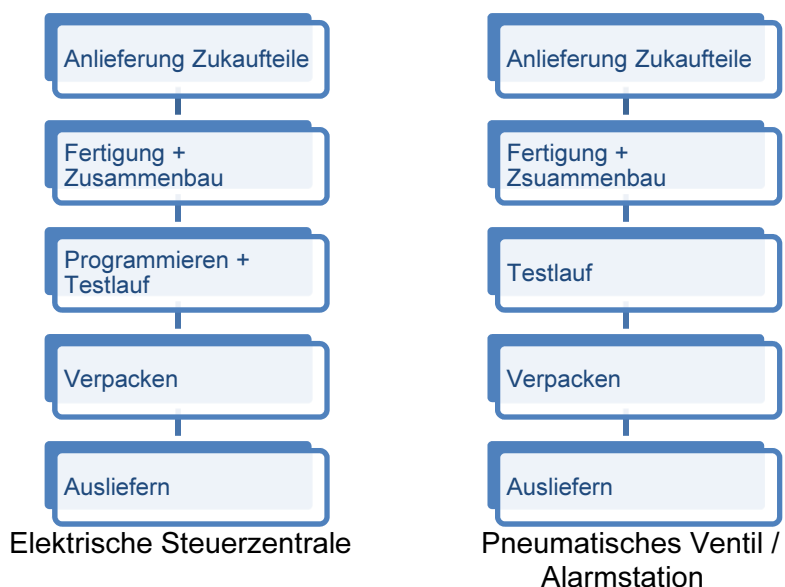 Anlieferung Zukaufteile
Fertigung +
Zusammenbau
Programmieren +
Testlauf
Verpacken
Ausliefern
Elektrische Steuerzentrale
Anlieferung Zukaufteile
Fertigung +
Zsuammenbau
Testlauf
Verpacken
Ausliefern
Pneumatisches Ventil /
Alarmstation